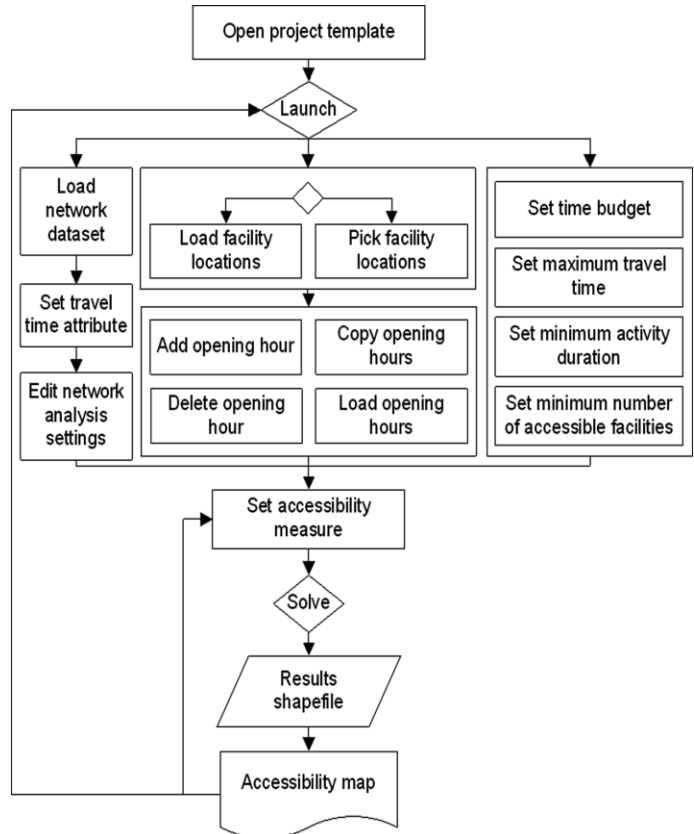 Open project template
Launch
Load
network
dataset
Set travel
time attribute
Edit network
analysis
settings
Load facility
locations
Pick facility
locations
Add opening hour
Copy opening
hours
Delete opening
hour
Load opening
hours
Set time budget
Set maximum travel
time
Set minimum activity
duration
Set minimum number
of accessible facilities
Set accessibility
measure
Solve
Results
shapefile
Accessibility map